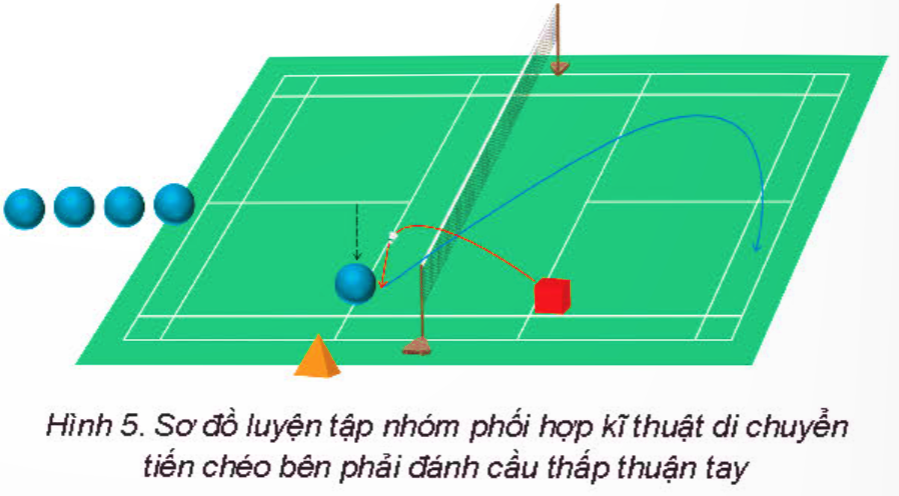 Hình 5. Sơ đồ luyện tập nhóm phối hợp kĩ thuật di chuyển
tiến chéo bên phải đánh cầu thấp thuận tay